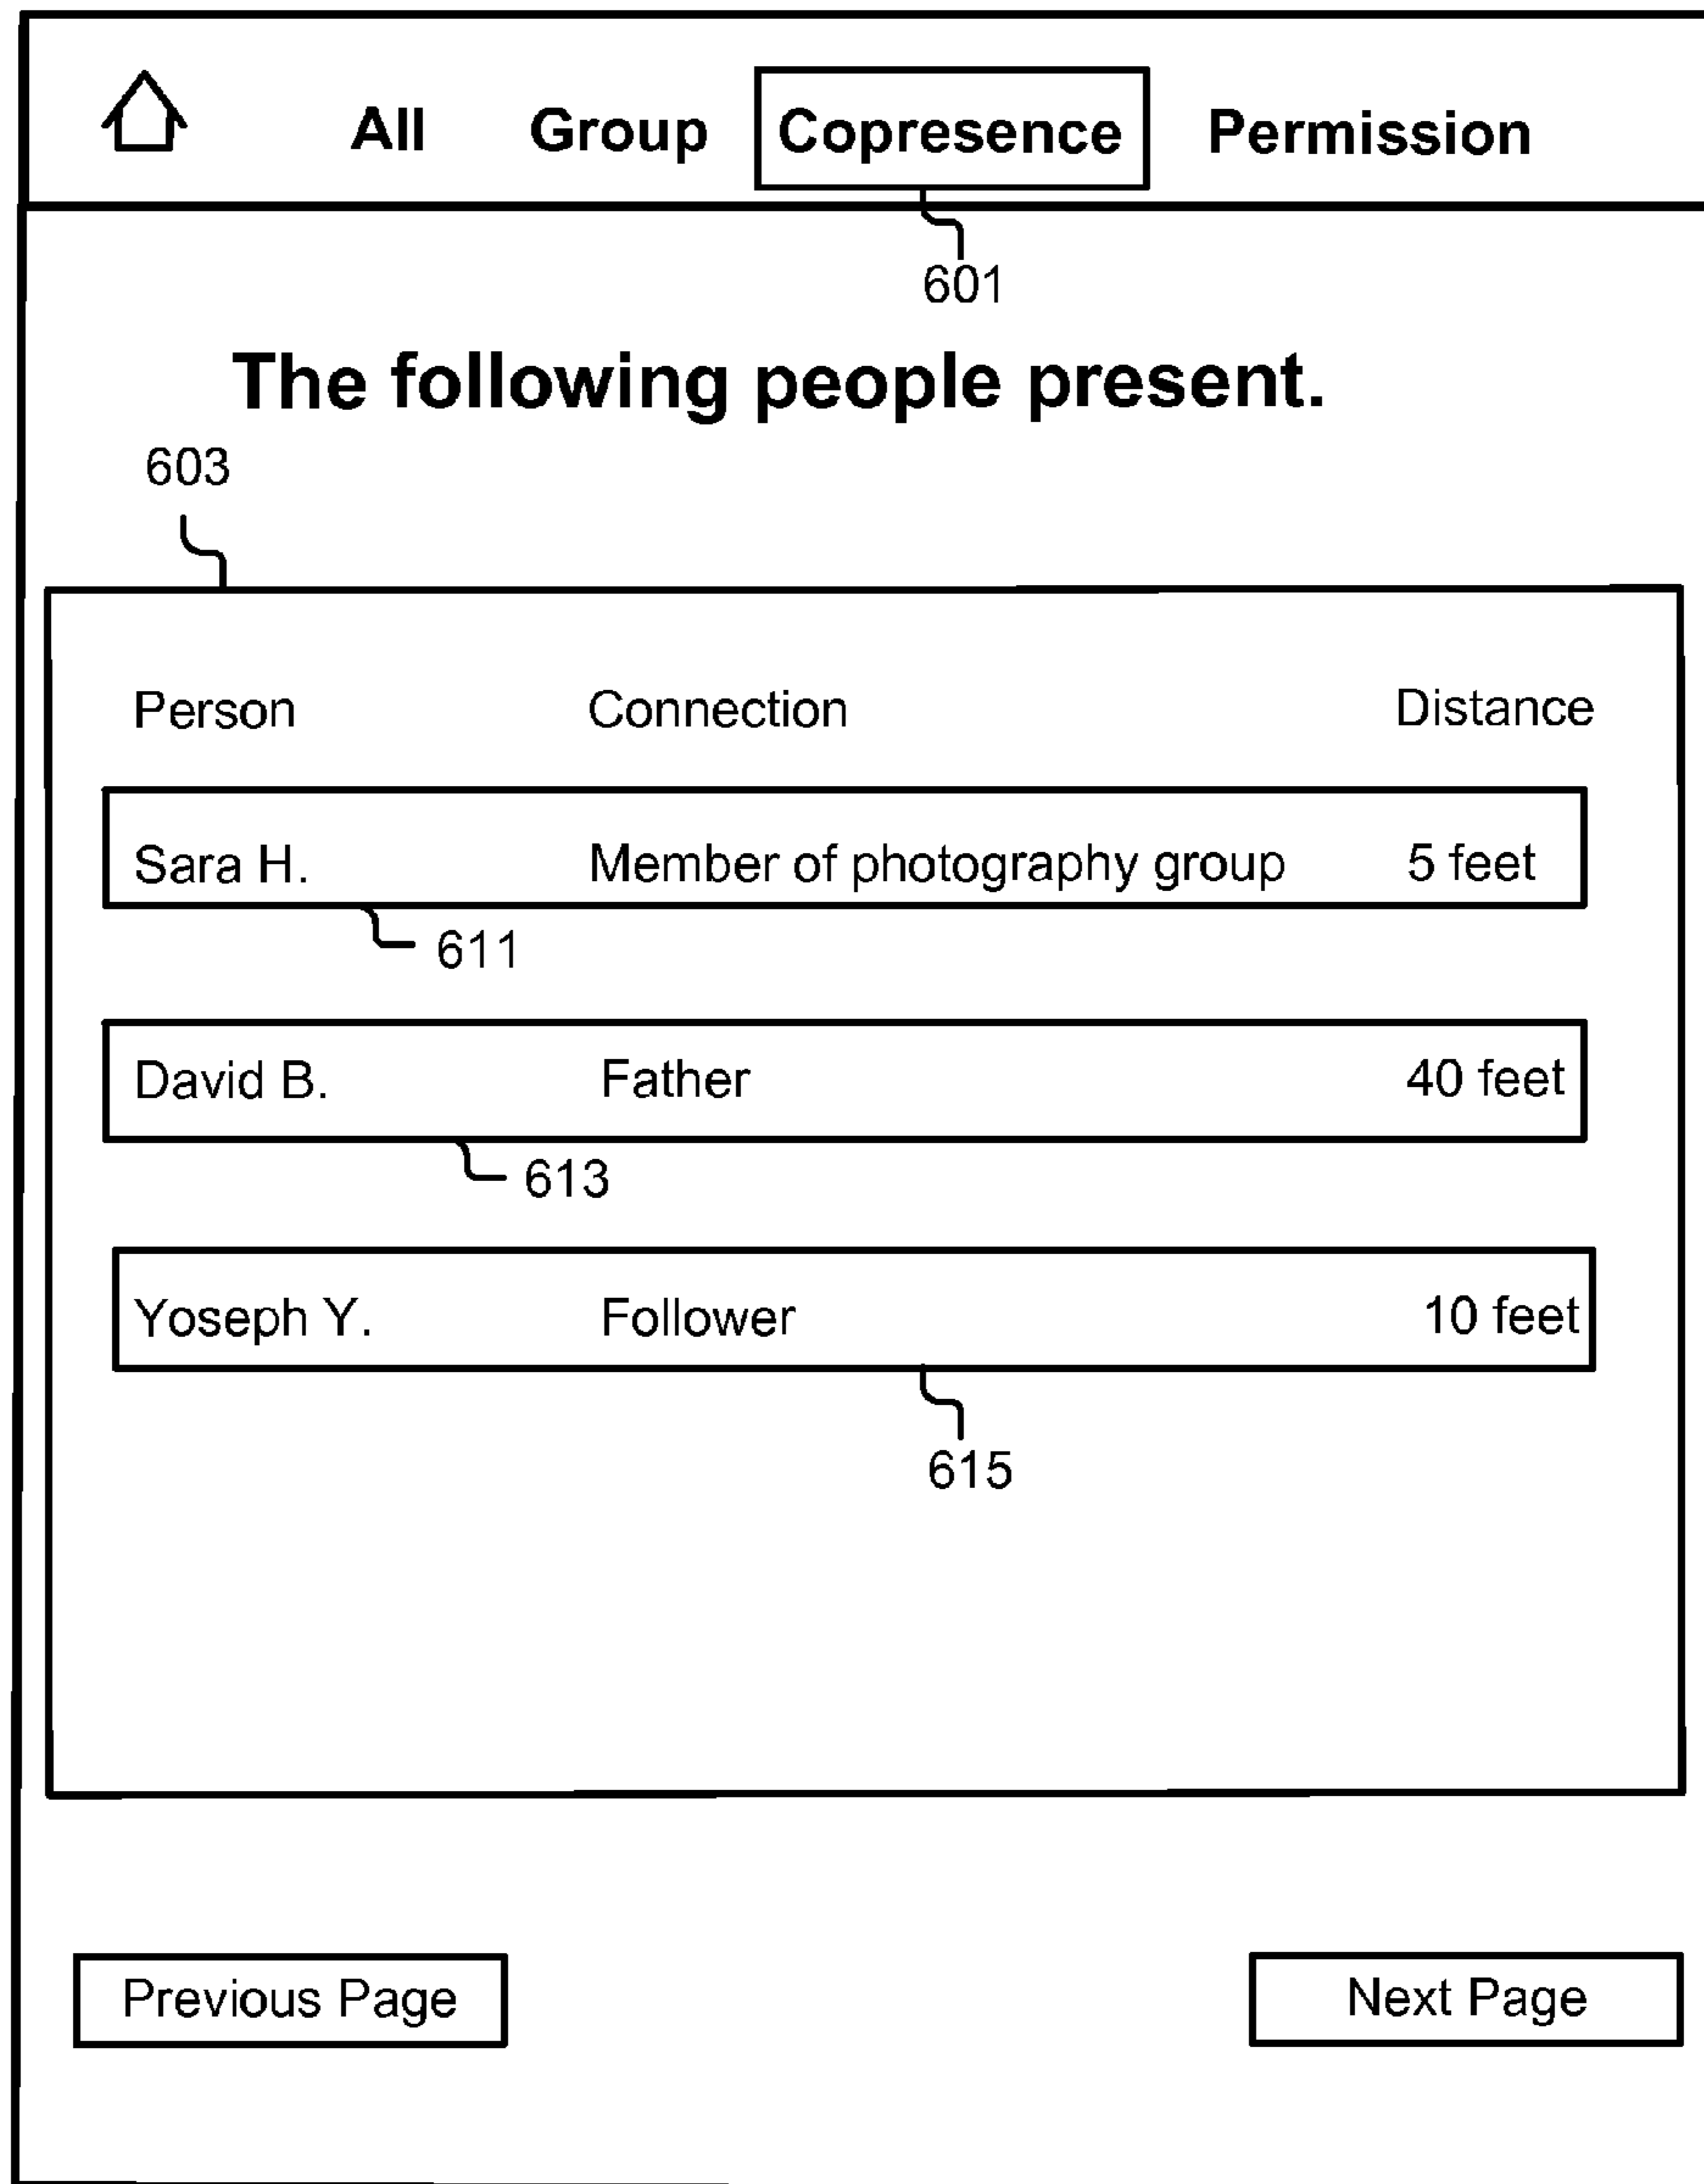 All Group Copresence Permission
601
The following people present.
603
Person Connection Distance
Sara H. Member of photography group 5 feet
611
David B. Father 40 feet
613
Yoseph Y. Follower 10 feet
615
Previous Page Next Page